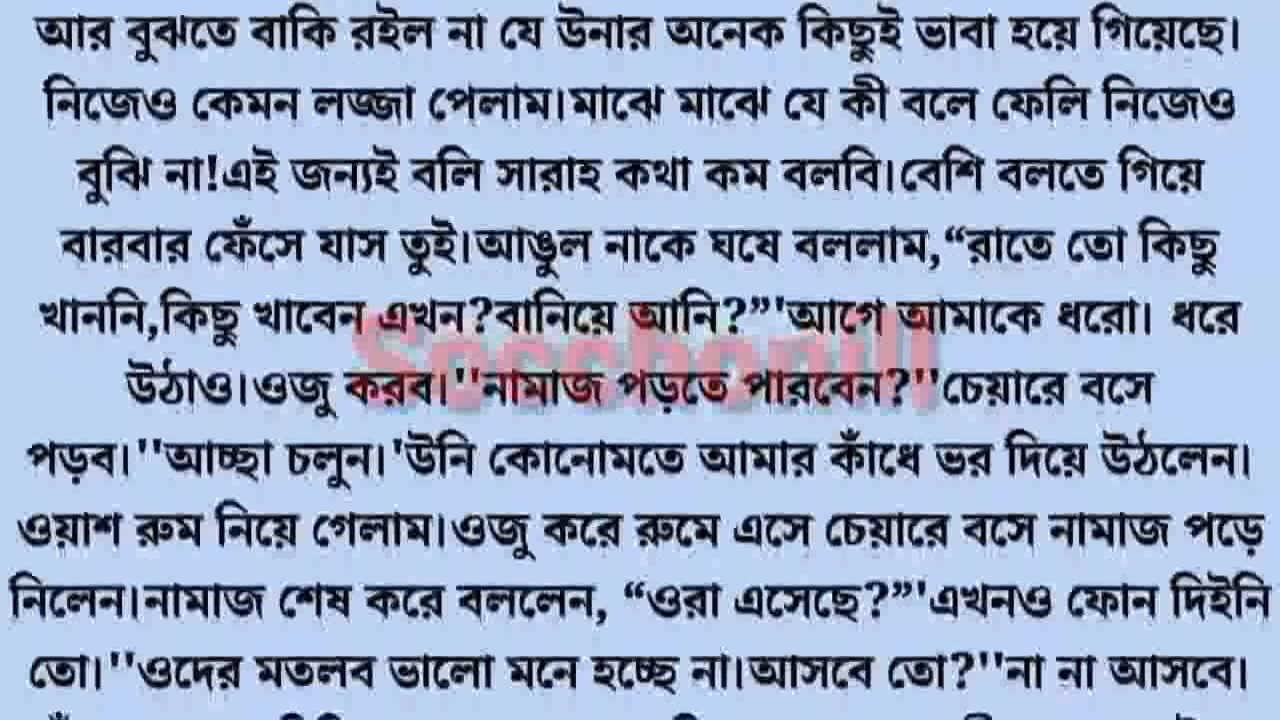 আর বুঝতে বাকি রইল না যে উনার অনেক কিছুই ভাবা হয়ে গিয়েছে।
নিজেও কেমন লজ্জা পেলাম।মাঝে মাঝে যে কী বলে ফেলি নিজেও
বুঝি না!এই জন্যই বলি সারাহ কথা কম বলবি।বেশি বলতে গিয়ে
বারবার ফেঁসে যাস তুই।আঙুল নাকে ঘষে বললাম,“রাতে তো কিছু
খাননি,কিছু খাবেন এখন?বানিয়ে আনি?”'আগে আমাকে ধরো। ধরে
উঠাও।ওজু করব।''নামাজ পড়তে পারবেন?''চেয়ারে বসে
পড়ব।''আচ্ছা চলুন।'উনি কোনোমতে আমার কাঁধে ভর দিয়ে উঠলেন।
ওয়াশ রুম নিয়ে গেলাম।ওজু করে রুমে এসে চেয়ারে বসে নামাজ পড়ে
নিলেন।নামাজ শেষ করে বললেন, “ওরা এসেছে?”'এখনও ফোন দিইনি
তো।''ওদের মতলব ভালো মনে হচ্ছে না।আসবে তো?''না না আসবে।